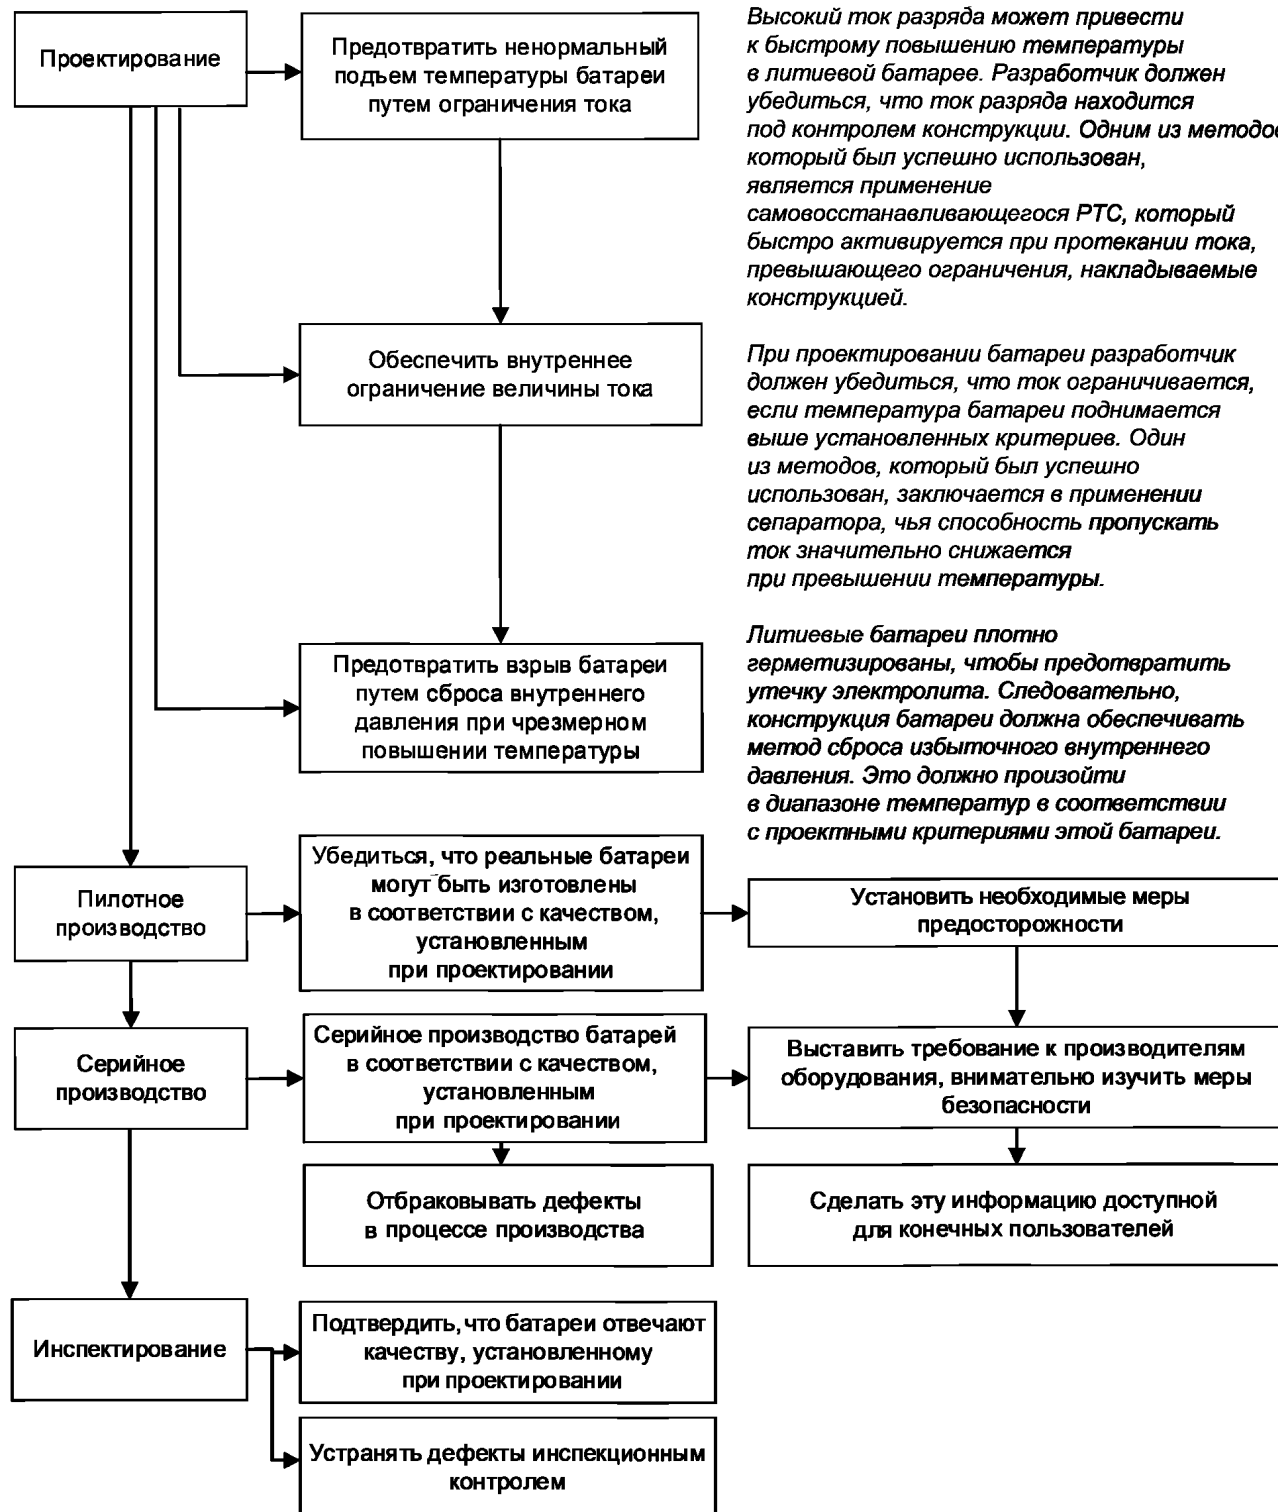 Проектирование
Предотвратить ненормальный
подъем температуры батареи
путем ограничения тока
Высокий ток разряда может привести
к быстрому повышению температуры
в литиевой батарее. Разработчик должен
убедиться, что ток разряда находится
под контролем конструкции. Одним из методов
который был успешно использован,
является применение
самовосстанавливающегося РТС, который
быстро активируется при протекании тока,
превышающего ограничения, накладываемые
конструкцией.
Обеспечить внутреннее
ограничение величины тока
При проектировании батареи разработчик
должен убедиться, что ток ограничивается,
если температура батареи поднимается
выше установленных критериев. Один
из методов, который был успешно
использован, заключается в применении
сепаратора, чья способность пропускать
ток значительно снижается
при превышении температуры.
Предотвратить взрыв батареи
путем сброса внутреннего
давления при чрезмерном
повышении температуры
Литиевые батареи плотно
герметизированы, чтобы предотвратить
утечку электролита. Следовательно,
конструкция батареи должна обеспечивать
метод сброса избыточного внутреннего
давления. Это должно произойти
в диапазоне температур в соответствии
с проектными критериями этой батареи.
Пилотное
производство
Убедиться, что реальные батареи
могут быть изготовлены
в соответствии с качеством,
установленным
при проектировании
Установить необходимые меры
предосторожности
Серийное
производство
Серийное производство батарей
в соответствии с качеством,
установленным
при проектировании
Выставить требование к производителям
оборудования, внимательно изучить меры
безопасности
Отбраковывать дефекты
в процессе производства
Сделать эту информацию доступной
для конечных пользователей
Инспектирование
Подтвердить, что батареи отвечают
качеству, установленному
при проектировании
Устранять дефекты инспекционным
контролем